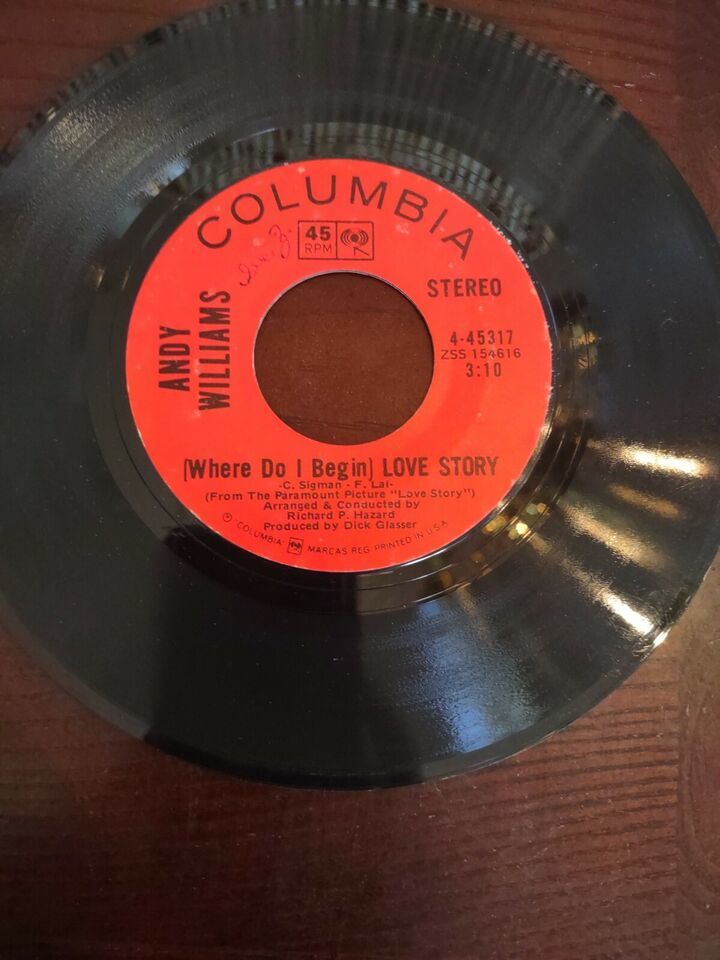 COLUMBIA
45
RPM
STEREO
ANDY
WILLIAMS
4-45317
ZSS 154616
3:10
(Where Do I Begin) LOVE STORY
-C. Sigman - F. Lai-
(From The Paramount Picture "Love Story")
Arranged & Conducted by
Richard P. Hazard
Produced by Dick Glasser
℗ "COLUMBIA" MARCAS REG. PRINTED IN U.S.A.